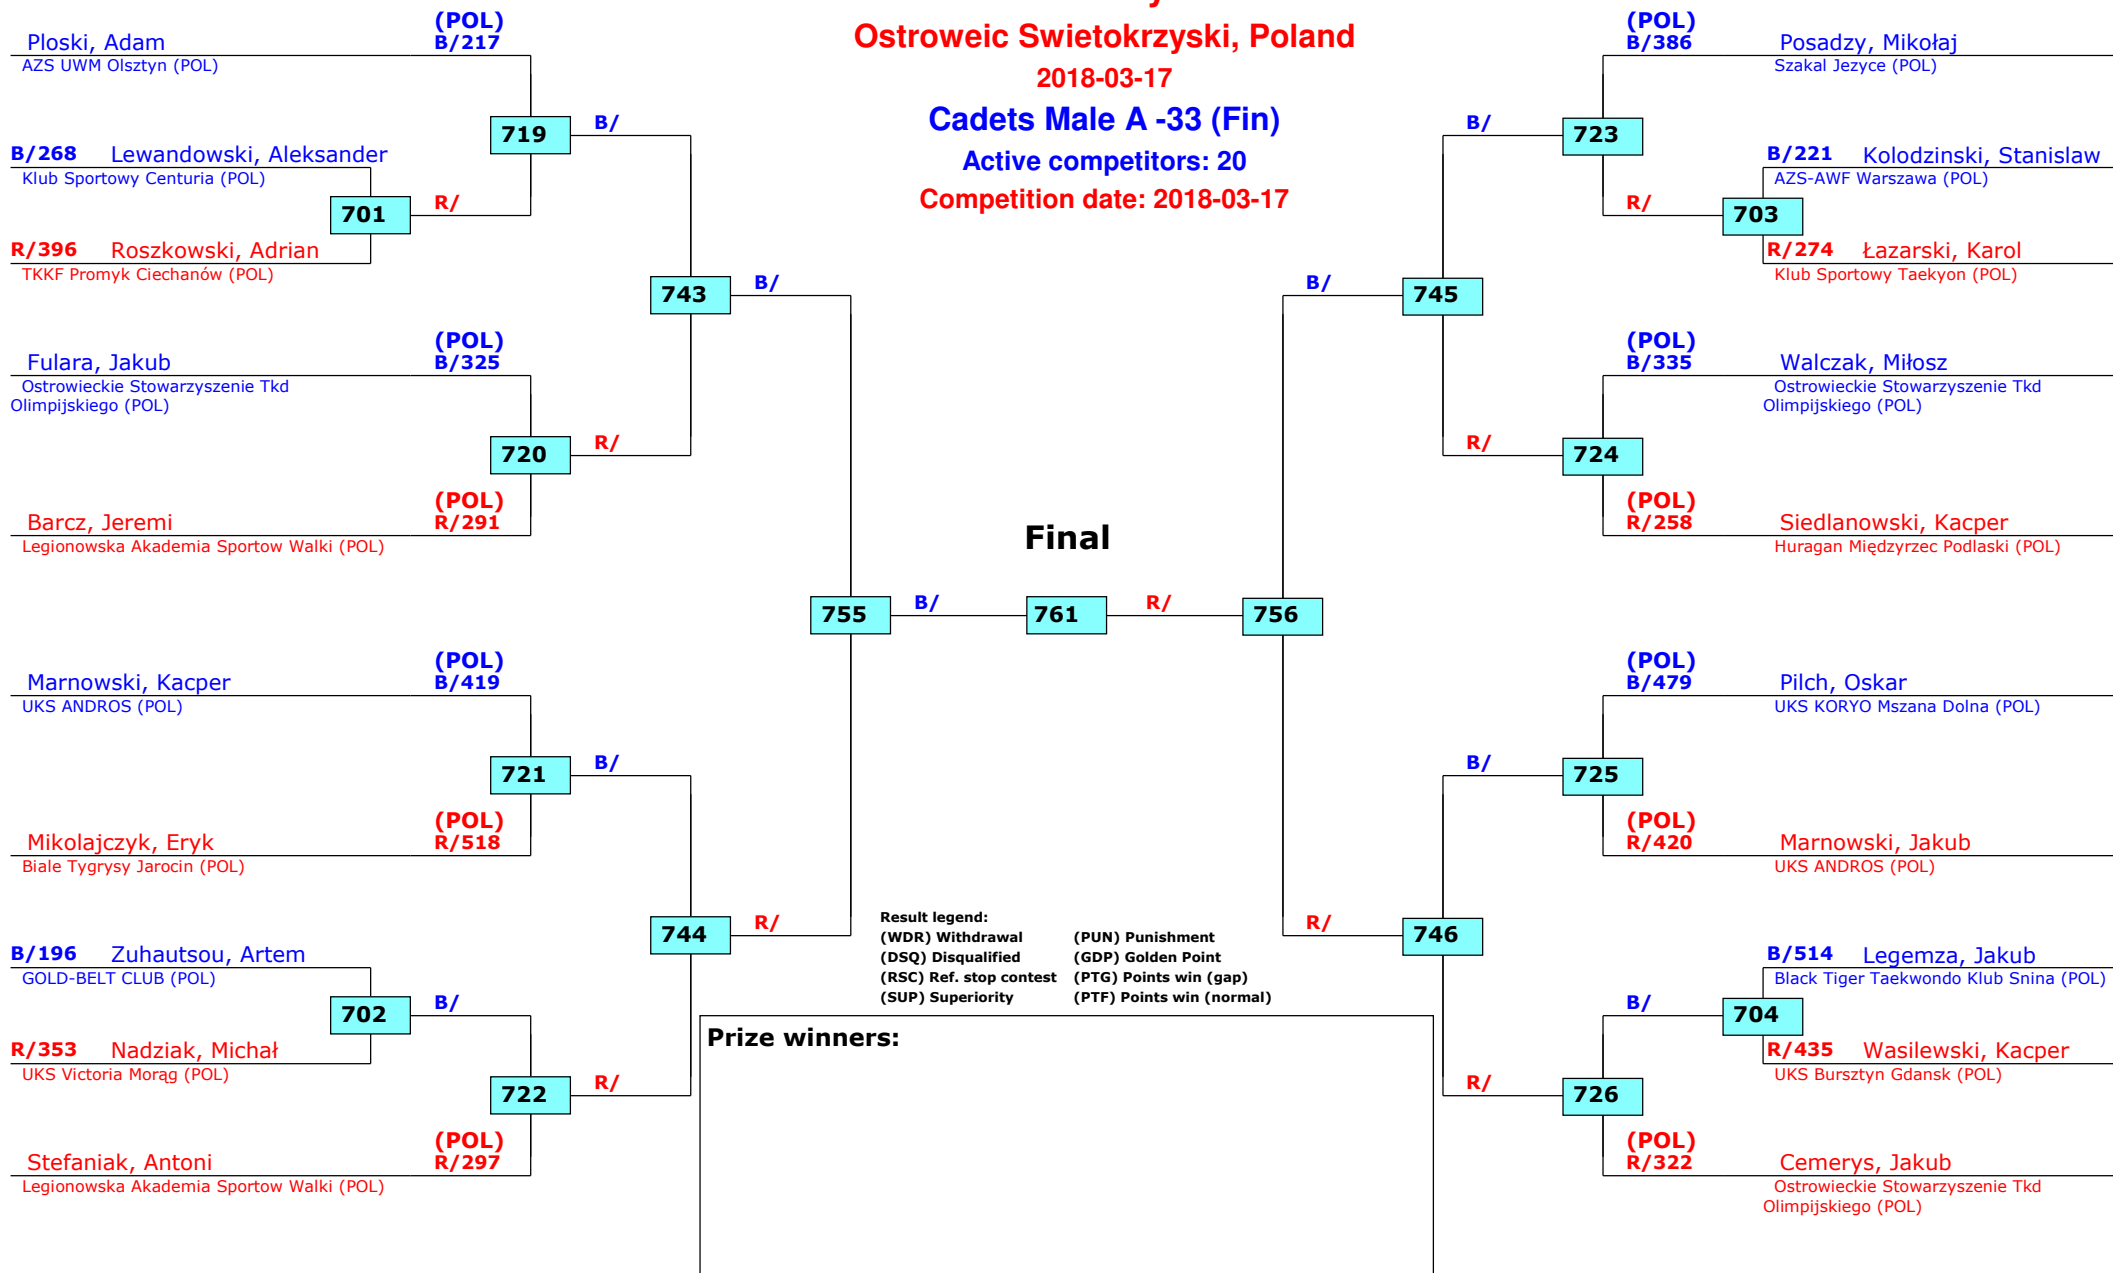 Ostroweic Swietokrzyski, Poland
2018-03-17
Cadets Male A -33 (Fin)
Active competitors: 20
Competition date: 2018-03-17
(POL)
Ploski, Adam B/217
AZS UWM Olsztyn (POL)
719 B/
B/268 Lewandowski, Aleksander
Klub Sportowy Centuria (POL)
701 R/
R/396 Roszkowski, Adrian
TKKF Promyk Ciechanów (POL)
743 B/
(POL)
Fulara, Jakub B/325
Ostrowieckie Stowarzyszenie Tkd
Olimpijskiego (POL)
720 R/
(POL)
Barcz, Jeremi R/291
Legionowska Akademia Sportow Walki (POL)
755 B/
(POL)
Marnowski, Kacper B/419
UKS ANDROS (POL)
721 B/
(POL)
Mikolajczyk, Eryk R/518
Biale Tygrysy Jarocin (POL)
744 R/
B/196 Zuhautsou, Artem
GOLD-BELT CLUB (POL)
702 B/
R/353 Nadziak, Michał
UKS Victoria Morąg (POL)
722 R/
(POL)
Stefaniak, Antoni R/297
Legionowska Akademia Sportow Walki (POL)
Final
761
R/ 756
(POL)
B/386 Posadzy, Mikołaj
Szakal Jezyce (POL)
B/ 723
B/221 Kolodzinski, Stanislaw
AZS-AWF Warszawa (POL)
R/ 703
R/274 Łazarski, Karol
Klub Sportowy Taekyon (POL)
B/ 745
(POL)
B/335 Walczak, Miłosz
Ostrowieckie Stowarzyszenie Tkd
Olimpijskiego (POL)
R/ 724
(POL)
R/258 Siedlanowski, Kacper
Huragan Międzyrzec Podlaski (POL)
(POL)
B/479 Pilch, Oskar
UKS KORYO Mszana Dolna (POL)
B/ 725
(POL)
R/420 Marnowski, Jakub
UKS ANDROS (POL)
R/ 746
B/514 Legemza, Jakub
Black Tiger Taekwondo Klub Snina (POL)
B/ 704
R/435 Wasilewski, Kacper
UKS Bursztyn Gdansk (POL)
R/ 726
(POL)
R/322 Cemerys, Jakub
Ostrowieckie Stowarzyszenie Tkd
Olimpijskiego (POL)
Result legend:
(WDR) Withdrawal (PUN) Punishment
(DSQ) Disqualified (GDP) Golden Point
(RSC) Ref. stop contest (PTG) Points win (gap)
(SUP) Superiority (PTF) Points win (normal)
Prize winners: